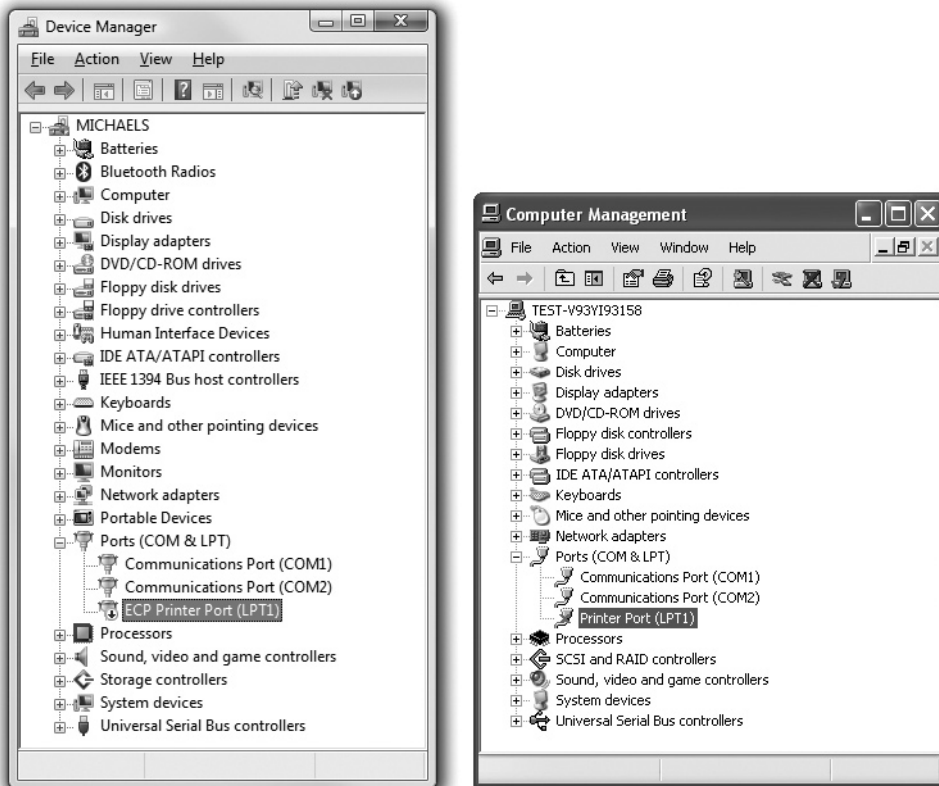 Device Manager
File Action View Help
MICHAELS
Batteries
Bluetooth Radios
Computer
Disk drives
Display adapters
DVD/CD-ROM drives
Floppy disk drives
Floppy drive controllers
Human Interface Devices
IDE ATA/ATAPI controllers
IEEE 1394 Bus host controllers
Keyboards
Mice and other pointing devices
Modems
Monitors
Network adapters
Portable Devices
Ports (COM & LPT)
Communications Port (COM1)
Communications Port (COM2)
ECP Printer Port (LPT1)
Processors
Sound, video and game controllers
Storage controllers
System devices
Universal Serial Bus controllers
Computer Management
File Action View Window Help
TEST-V93YI93158
Batteries
Computer
Disk drives
Display adapters
DVD/CD-ROM drives
Floppy disk controllers
Floppy disk drives
IDE ATA/ATAPI controllers
Keyboards
Mice and other pointing devices
Network adapters
Ports (COM & LPT)
Communications Port (COM1)
Communications Port (COM2)
Printer Port (LPT1)
Processors
SCSI and RAID controllers
Sound, video and game controllers
System devices
Universal Serial Bus controllers